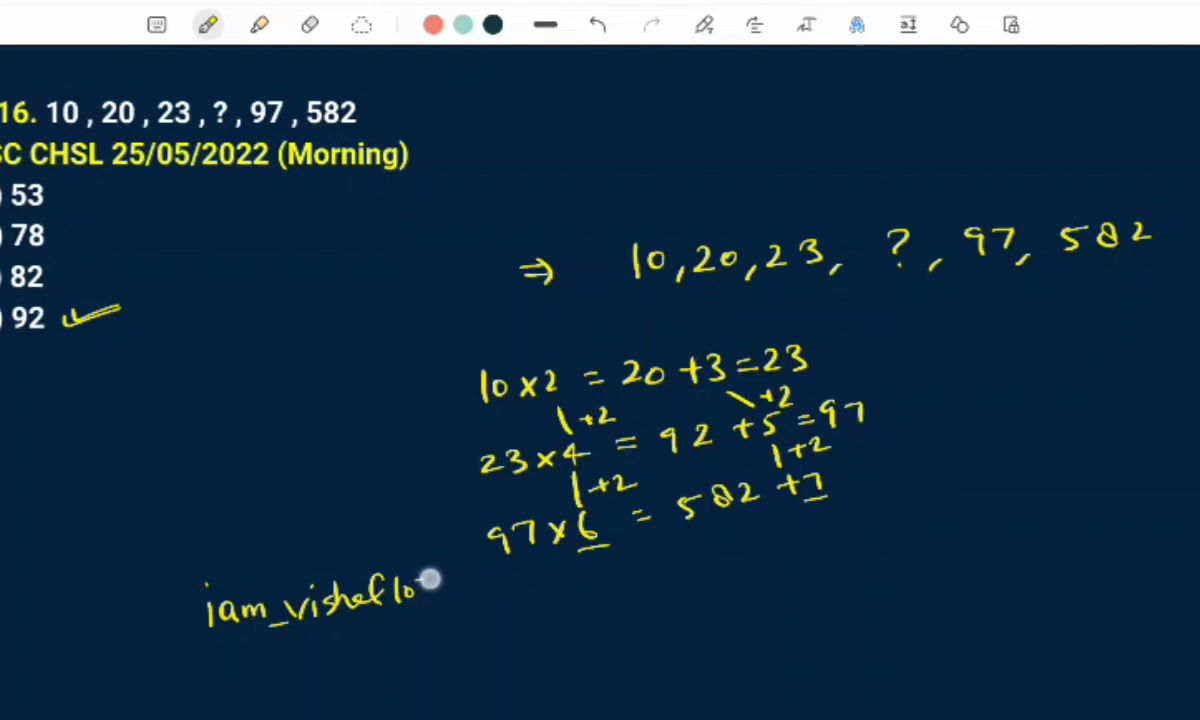 16. 10 , 20 , 23 , ? , 97 , 582
SC CHSL 25/05/2022 (Morning)
) 53
) 78
) 82
) 92
⇒ 10, 20, 23, ?, 97, 582
10 × 2 = 20 + 3 = 23
+2 +2
23 × 4 = 92 + 5 = 97
+2 +2
97 × 6 = 582 + 7